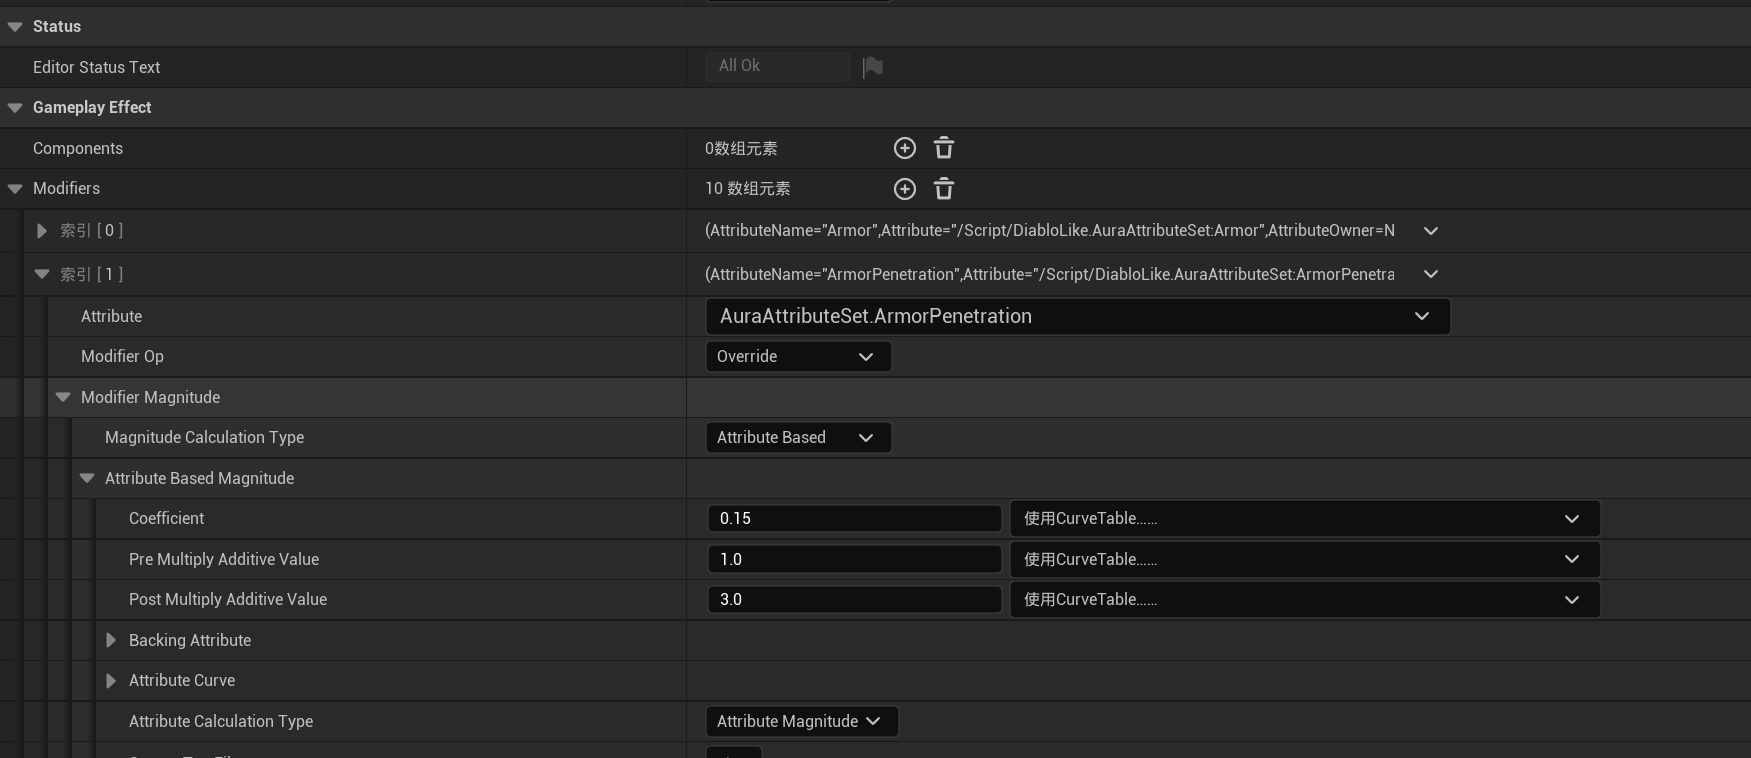 Status
Editor Status Text
All Ok
Gameplay Effect
Components
0数组元素
Modifiers
10 数组元素
索引 [ 0 ]
(AttributeName="Armor",Attribute="/Script/DiabloLike.AuraAttributeSet:Armor",AttributeOwner=N
索引 [ 1 ]
(AttributeName="ArmorPenetration",Attribute="/Script/DiabloLike.AuraAttributeSet:ArmorPenetra
Attribute
AuraAttributeSet.ArmorPenetration
Modifier Op
Override
Modifier Magnitude
Magnitude Calculation Type
Attribute Based
Attribute Based Magnitude
Coefficient
0.15
使用CurveTable……
Pre Multiply Additive Value
1.0
使用CurveTable……
Post Multiply Additive Value
3.0
使用CurveTable……
Backing Attribute
Attribute Curve
Attribute Calculation Type
Attribute Magnitude